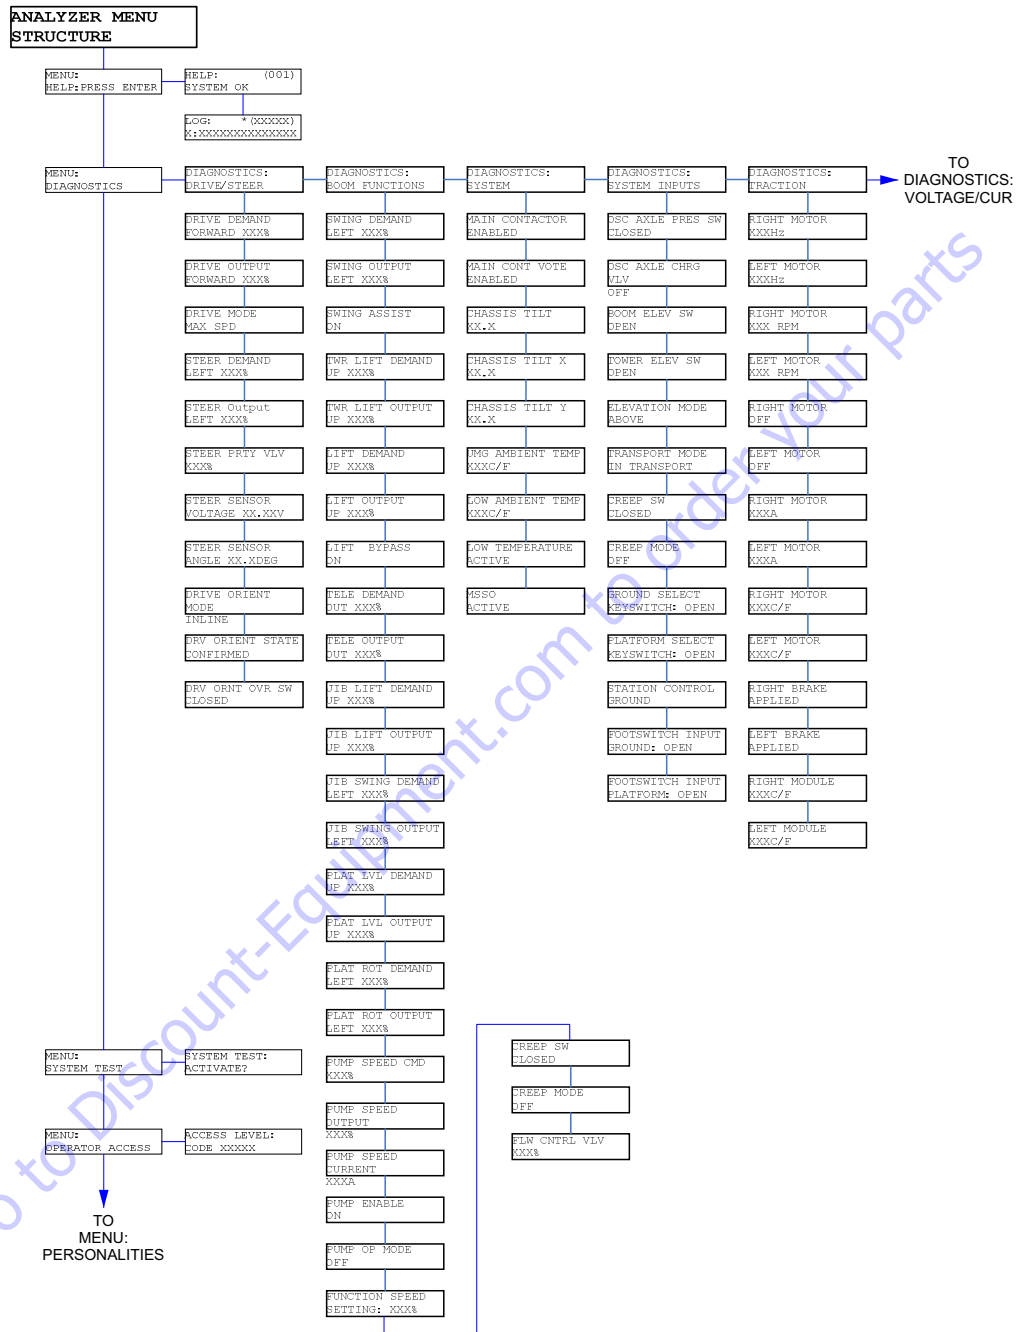 ANALYZER MENU
STRUCTURE
MENU:
HELP:PRESS ENTER
HELP: (001)
SYSTEM OK
LOG: *(XXXXX)
X:XXXXXXXXXXXXXX
MENU:
DIAGNOSTICS
DIAGNOSTICS:
DRIVE/STEER
DRIVE DEMAND
FORWARD XXX%
DRIVE OUTPUT
FORWARD XXX%
DRIVE MODE
MAX SPD
STEER DEMAND
LEFT XXX%
STEER Output
LEFT XXX%
STEER PRTY VLV
XXX%
STEER SENSOR
VOLTAGE XX.XXV
STEER SENSOR
ANGLE XX.XDEG
DRIVE ORIENT
MODE
INLINE
DRV ORIENT STATE
CONFIRMED
DRV ORNT OVR SW
CLOSED
DIAGNOSTICS:
BOOM FUNCTIONS
SWING DEMAND
LEFT XXX%
SWING OUTPUT
LEFT XXX%
SWING ASSIST
ON
TWR LIFT DEMAND
UP XXX%
TWR LIFT OUTPUT
UP XXX%
LIFT DEMAND
UP XXX%
LIFT OUTPUT
UP XXX%
LIFT BYPASS
ON
TELE DEMAND
OUT XXX%
TELE OUTPUT
OUT XXX%
JIB LIFT DEMAND
UP XXX%
JIB LIFT OUTPUT
UP XXX%
JIB SWING DEMAND
LEFT XXX%
JIB SWING OUTPUT
LEFT XXX%
PLAT LVL DEMAND
UP XXX%
PLAT LVL OUTPUT
UP XXX%
PLAT ROT DEMAND
LEFT XXX%
PLAT ROT OUTPUT
LEFT XXX%
PUMP SPEED CMD
XXX%
PUMP SPEED
OUTPUT
XXX%
PUMP SPEED
CURRENT
XXXA
PUMP ENABLE
ON
PUMP OP MODE
OFF
FUNCTION SPEED
SETTING: XXX%
CREEP SW
CLOSED
CREEP MODE
OFF
FLW CNTRL VLV
XXX%
DIAGNOSTICS:
SYSTEM
MAIN CONTACTOR
ENABLED
MAIN CONT VOTE
ENABLED
CHASSIS TILT
XX.X
CHASSIS TILT X
XX.X
CHASSIS TILT Y
XX.X
UMG AMBIENT TEMP
XXXC/F
LOW AMBIENT TEMP
XXXC/F
LOW TEMPERATURE
ACTIVE
MSSO
ACTIVE
DIAGNOSTICS:
SYSTEM INPUTS
OSC AXLE PRES SW
CLOSED
OSC AXLE CHRG
VLV
OFF
BOOM ELEV SW
OPEN
TOWER ELEV SW
OPEN
ELEVATION MODE
ABOVE
TRANSPORT MODE
IN TRANSPORT
CREEP SW
CLOSED
CREEP MODE
OFF
GROUND SELECT
KEYSWITCH: OPEN
PLATFORM SELECT
KEYSWITCH: OPEN
STATION CONTROL
GROUND
FOOTSWITCH INPUT
GROUND: OPEN
FOOTSWITCH INPUT
PLATFORM: OPEN
DIAGNOSTICS:
TRACTION
RIGHT MOTOR
XXXHz
LEFT MOTOR
XXXHz
RIGHT MOTOR
XXX RPM
LEFT MOTOR
XXX RPM
RIGHT MOTOR
OFF
LEFT MOTOR
OFF
RIGHT MOTOR
XXXA
LEFT MOTOR
XXXA
RIGHT MOTOR
XXXC/F
LEFT MOTOR
XXXC/F
RIGHT BRAKE
APPLIED
LEFT BRAKE
APPLIED
RIGHT MODULE
XXXC/F
LEFT MODULE
XXXC/F
TO
DIAGNOSTICS:
VOLTAGE/CUR
MENU:
SYSTEM TEST
SYSTEM TEST:
ACTIVATE?
MENU:
OPERATOR ACCESS
ACCESS LEVEL:
CODE XXXXX
TO
MENU:
PERSONALITIES
to Discount-Equipment.com to order your parts